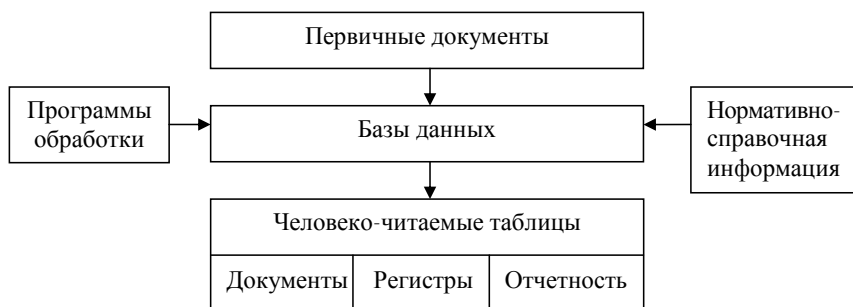 Первичные документы
Программы
обработки
Базы данных
Нормативно-
справочная
информация
Человеко-читаемые таблицы
Документы
Регистры
Отчетность